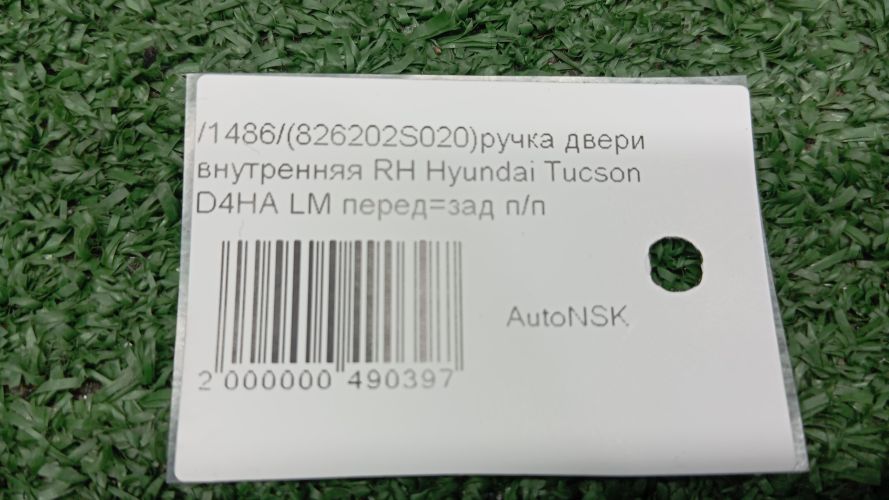 /1486/(826202S020)ручка двери
внутренняя RH Hyundai Tucson
D4HA LM перед=зад п/п
AutoNSK
2 000000 490397